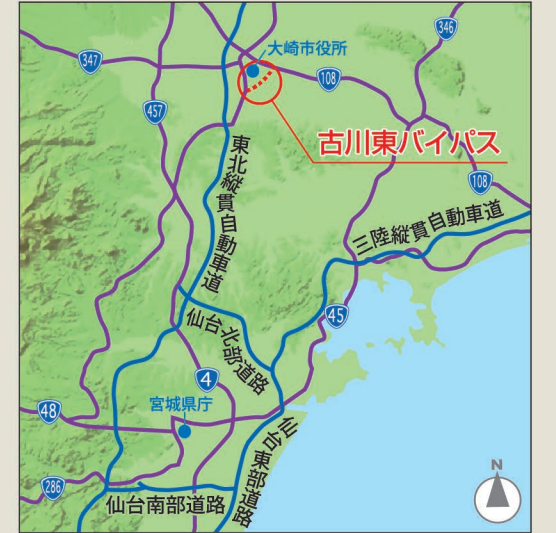 346
大崎市役所
347
108
457
古川東バイパス
東北縦貫自動車道
108
三陸縦貫自動車道
45
仙台北部道路
4
宮城県庁
48
仙台東部道路
286
仙台南部道路
N